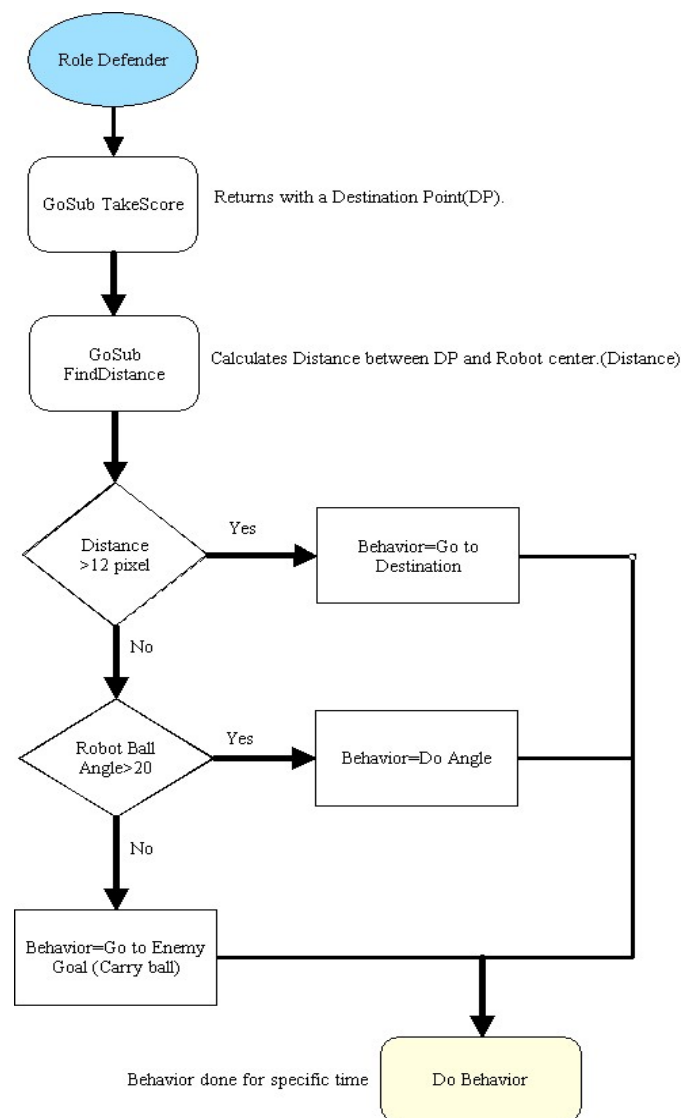 Role Defender
GoSub TakeScore
Returns with a Destination Point(DP).
GoSub
FindDistance
Calculates Distance between DP and Robot center.(Distance)
Distance
>12 pixel
Yes
Behavior=Go to
Destination
No
Robot Ball
Angle>20
Yes
Behavior=Do Angle
No
Behavior=Go to Enemy
Goal (Carry ball)
Behavior done for specific time
Do Behavior